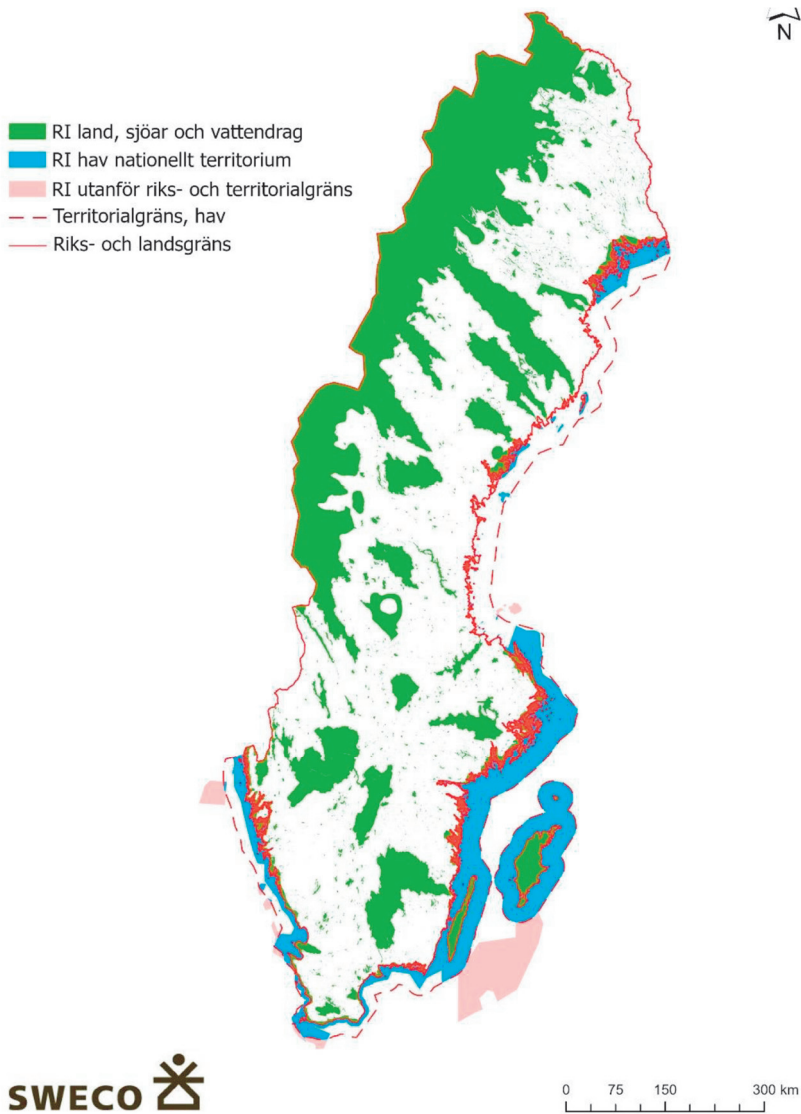 N
RI land, sjöar och vattendrag
RI hav nationellt territorium
RI utanför riks- och territorialgräns
Territorialgräns, hav
Riks- och landsgräns
SWECO
0 75 150 300 km